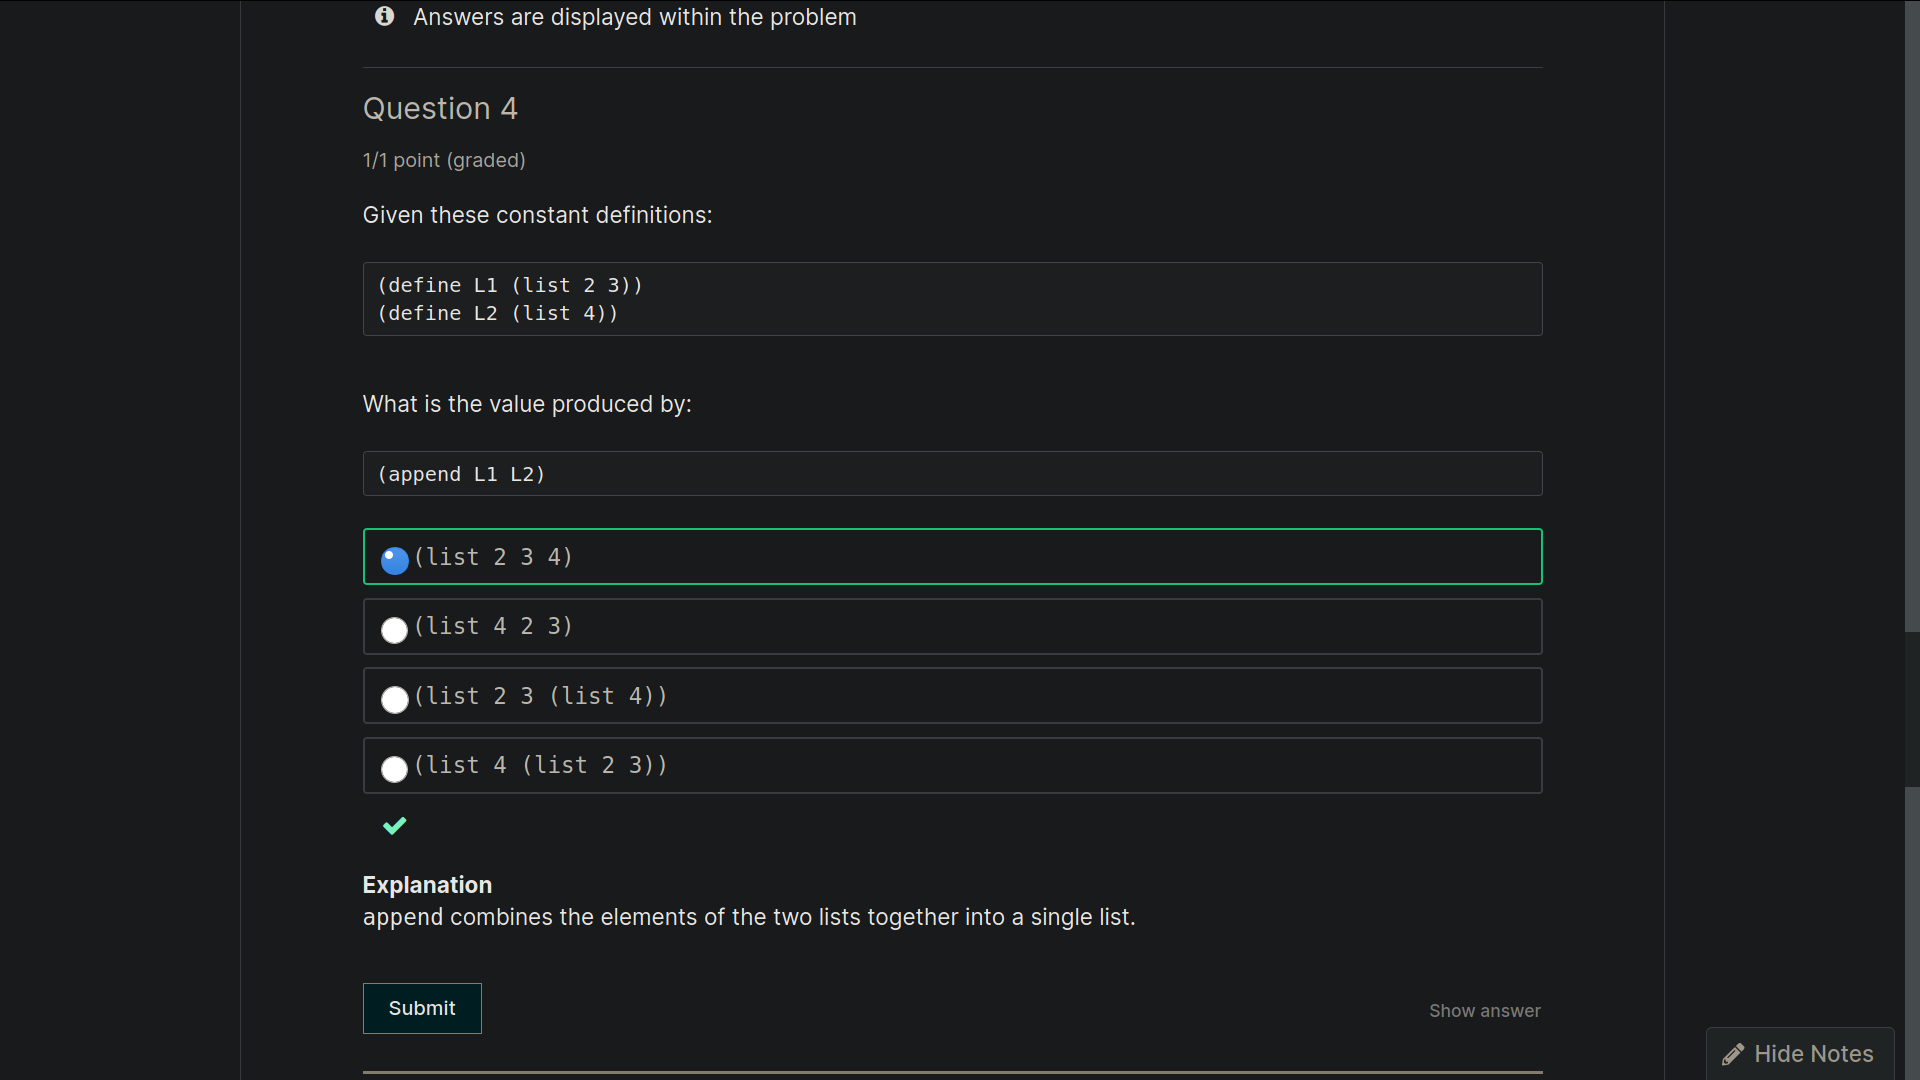 Answers are displayed within the problem
Question 4
1/1 point (graded)
Given these constant definitions:
(define L1 (list 2 3))
(define L2 (list 4))
What is the value produced by:
(append L1 L2)
(list 2 3 4)
(list 4 2 3)
(list 2 3 (list 4))
(list 4 (list 2 3))
Explanation
append combines the elements of the two lists together into a single list.
Submit
Show answer
Hide Notes